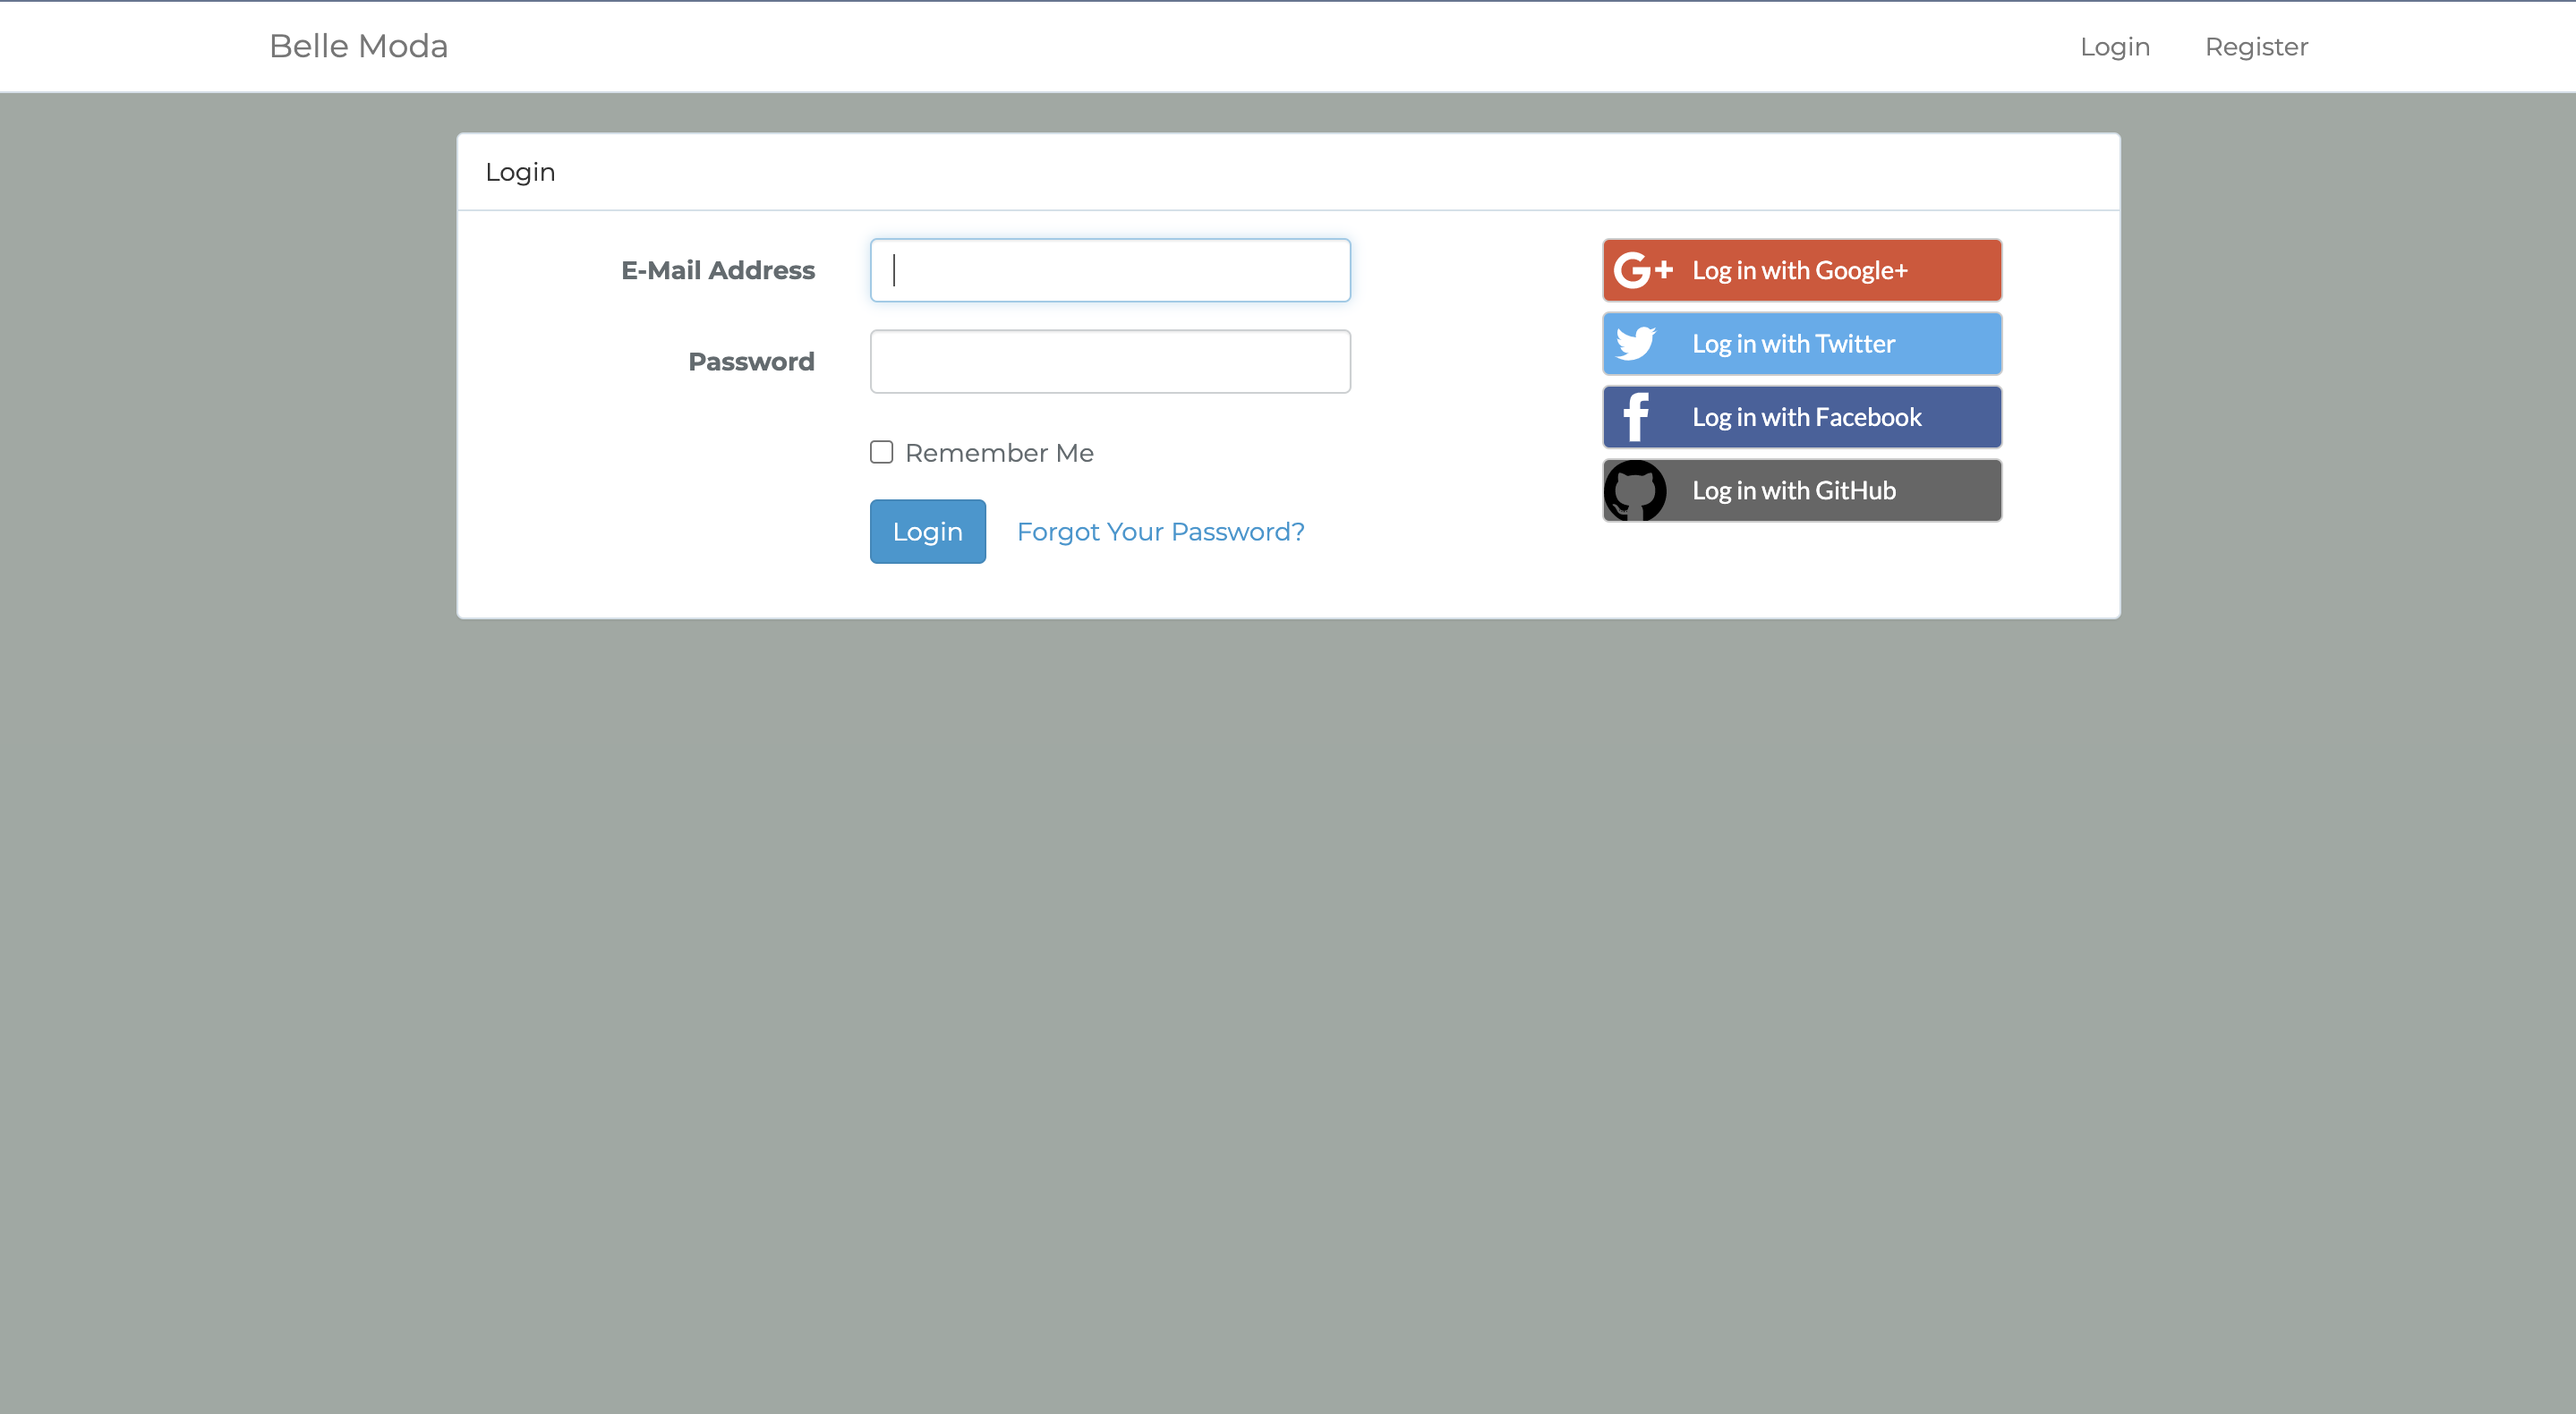 Belle Moda
Login
Register
Login
E-Mail Address
Password
Remember Me
Login
Forgot Your Password?
G+ Log in with Google+
Log in with Twitter
f Log in with Facebook
Log in with GitHub